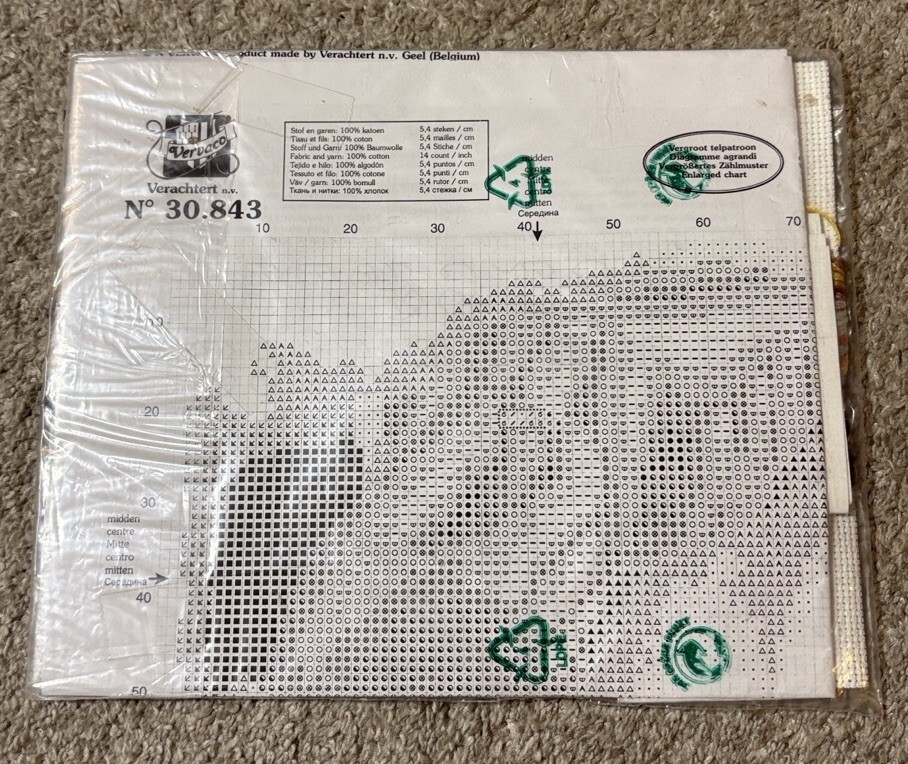 product made by Verachtert n.v. Geel (Belgium)
Vervaco
Verachtert n.v.
N° 30.843
Stof en garen: 100% katoen 5,4 steken / cm
Tissu et fils: 100% coton 5,4 mailles / cm
Stoff und Garn: 100% Baumwolle 5,4 Stiche / cm
Fabric and yarn: 100% cotton 14 count / inch
Tejido e hilo: 100% algodón 5,4 puntos / cm
Tessuto et filo: 100% cotone 5,4 punti / cm
Väv / garn: 100% bomull 5,4 rutor / cm
Ткань и нитки: 100% хлопок 5,4 стежка / см
midden
centro
mitten
Середина
Vergroot telpatroon
Diagramme agrandi
Vergrößertes Zählmuster
Enlarged chart
10 20 30 40 50 60 70
10
20
30
midden
centre
Mitte
centro
mitten
Середина
40
50